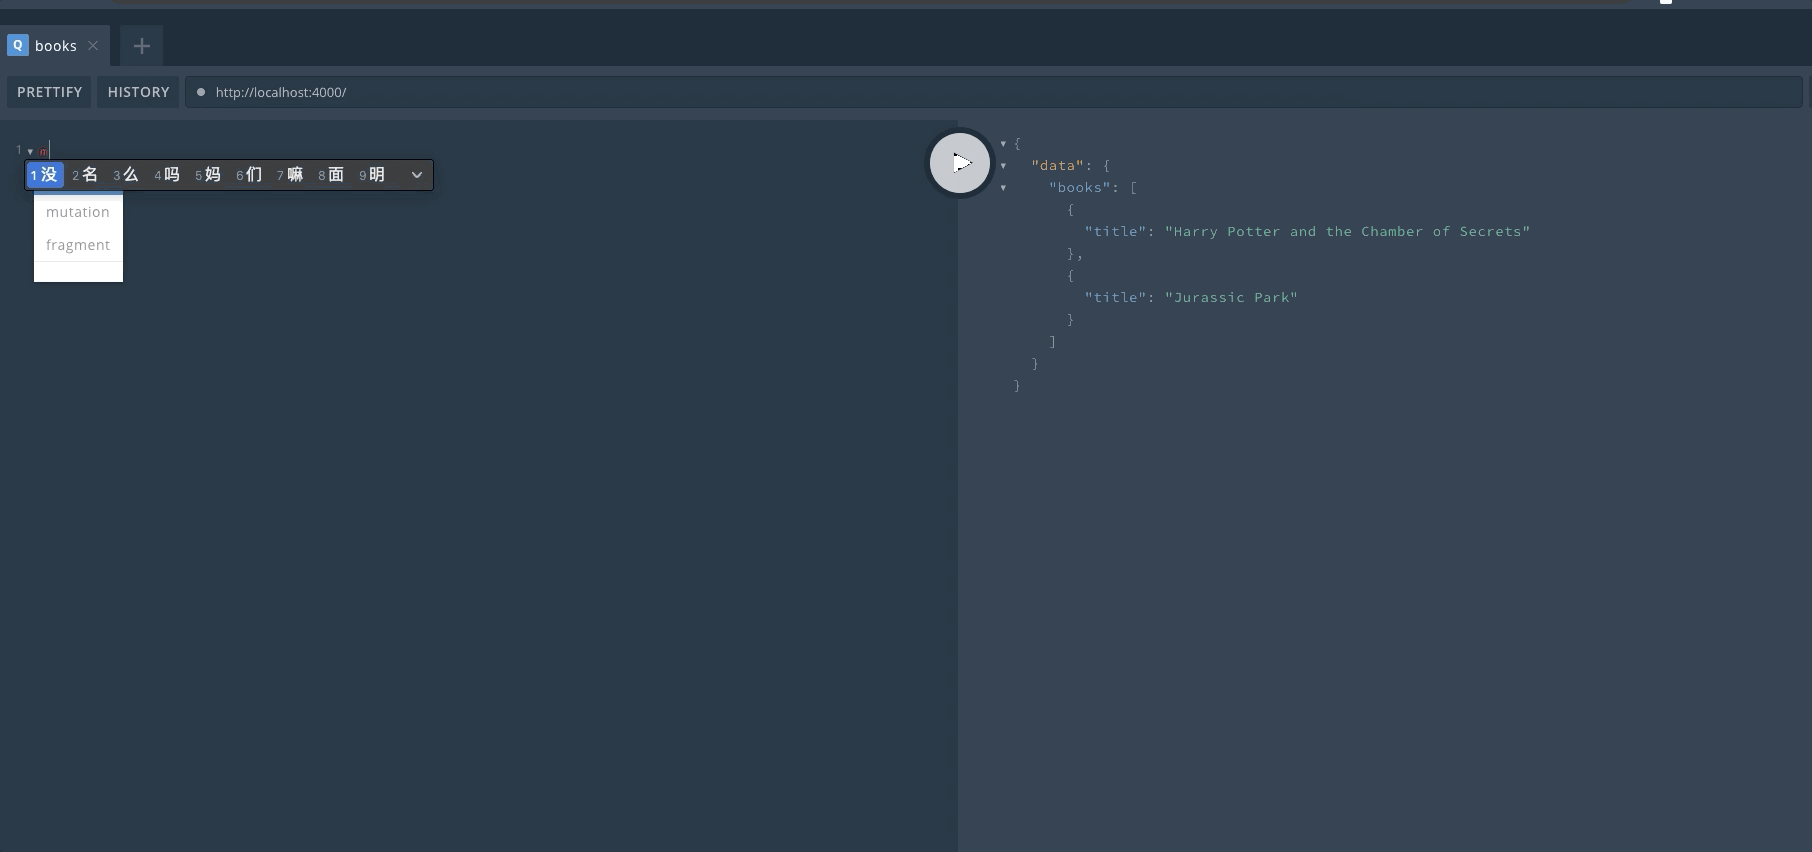 Q books
PRETTIFY HISTORY http://localhost:4000/
1 m
1没 2名 3么 4吗 5妈 6们 7嘛 8面 9明
mutation
fragment
{
"data": {
"books": [
{
"title": "Harry Potter and the Chamber of Secrets"
},
{
"title": "Jurassic Park"
}
]
}
}